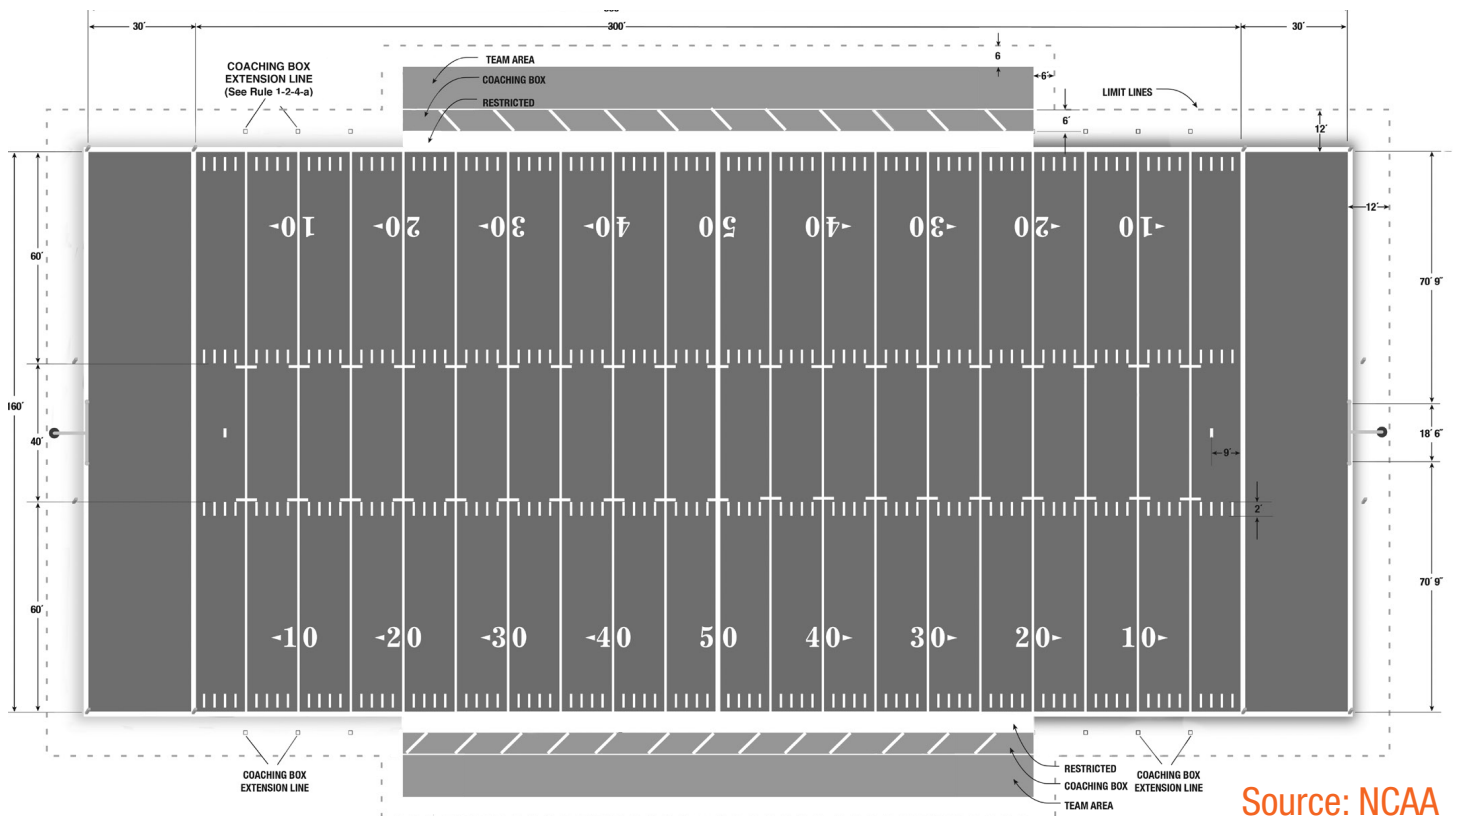 30´
300´
30´
TEAM AREA
COACHING BOX
RESTRICTED
COACHING BOX
EXTENSION LINE
(See Rule 1-2-4-a)
6
6´
6´
LIMIT LINES
12´
12´
10 20 30 40 50 40 30 20 10
60´
70´ 9˝
160´
40´
18´ 6˝
9´
2´
60´
70´ 9˝
10 20 30 40 50 40 30 20 10
COACHING BOX
EXTENSION LINE
RESTRICTED
COACHING BOX
TEAM AREA
COACHING BOX
EXTENSION LINE
Source: NCAA